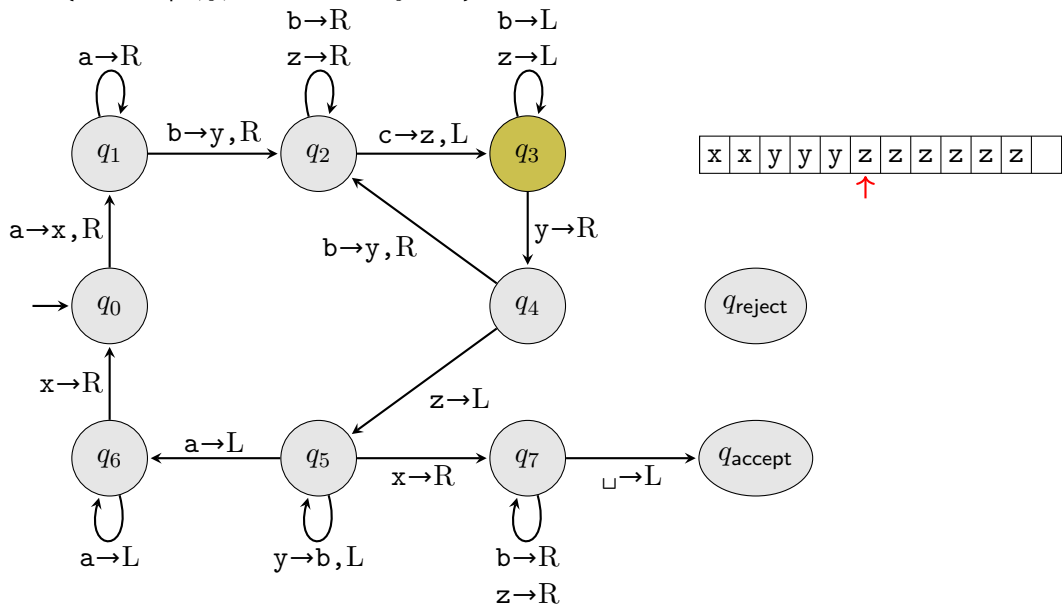 b→R
z→R
b→L
z→L
a→R
q1
b→y,R
q2
c→z,L
q3
x x y y y z z z z z z
a→x,R
b→y,R
y→R
q0
q4
qreject
x→R
z→L
q6
a→L
q5
x→R
q7
␣→L
qaccept
a→L
y→b,L
b→R
z→R